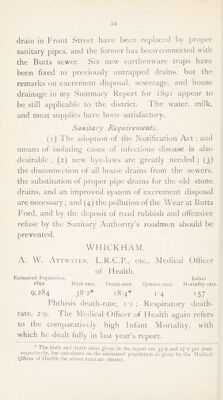 54
drain in Front Street have been replaced by proper
sanitary pipes, and the former has been connected with
the Butts sewer. Six new earthenware traps have
been fixed to previously untrapped drains, but the
remarks on excrement disposal, sewerage, and house
drainage in my Summary Report for 1891 appear to
be still applicable to the district. The water, milk,
and meat supplies have been satisfactory.
Sanitary Requirements.
(1) The adoption of the Notification Act; and
means of isolating cases of infectious disease is also
desirable; (2) new bye-laws are greatly needed; (3)
the disconnection of all house drains from the sewers,
the substitution of proper pipe drains for the old stone
drains, and an improved system of excrement disposal
are necessary; and (4) the pollution of the Wear at Butts
Ford, and by the deposit of road rubbish and offensive
refuse by the Sanitary Authority's roadmen should be
prevented.
WHICKHAM.
A. W. ATTWATER, L.R.C.P., etc., Medical Officer
of Health.
Estimated Population, 1892 Birth-rate. Death-rate. Zymotic-rate. Infant Mortality-rate.
9,284 38·2* 18·4* 1·4 157
Phthisis death-rate, 1·1; Respiratory death-
rate, 2·9. The Medical Officer of Health again refers
to the comparatively high Infant Mortality, with
which he dealt fully in last year's report.
* The birth and death rates given in the report are 35·9 and 17·2 per 1000
respectively, but calculated on the estimated population as given by the Medical
Officer of Health the above rates are correct.